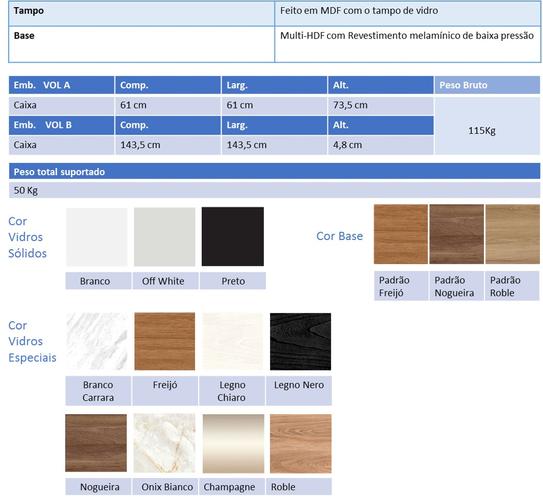 Tampo Feito em MDF com o tampo de vidro
Base Multi-HDF com Revestimento melamínico de baixa pressão
Emb. VOL A Comp. Larg. Alt. Peso Bruto
Caixa 61 cm 61 cm 73,5 cm
Emb. VOL B Comp. Larg. Alt.
115Kg
Caixa 143,5 cm 143,5 cm 4,8 cm
Peso total suportado
50 Kg
Cor
Vidros
Sólidos
Branco Off White Preto
Cor Base
Padrão Padrão Padrão
Freijó Nogueira Roble
Cor
Vidros
Especiais
Branco Freijó Legno Legno Nero
Carrara Chiaro
Nogueira Onix Bianco Champagne Roble